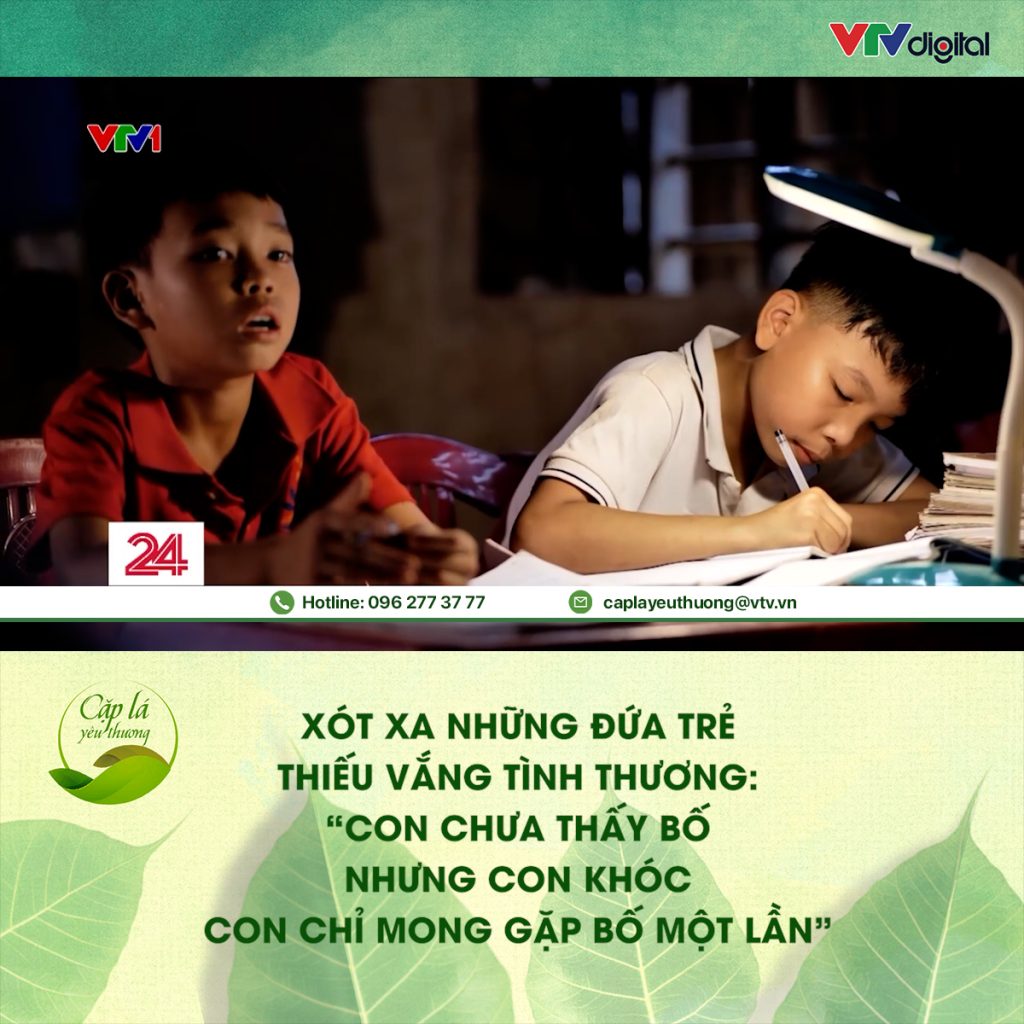 VTVdigital
VTV1
24
Hotline: 096 277 37 77
caplayeuthuong@vtv.vn
Cặp lá
yêu thương
XÓT XA NHỮNG ĐỨA TRẺ
THIẾU VẮNG TÌNH THƯƠNG:
“CON CHƯA THẤY BỐ
NHƯNG CON KHÓC
CON CHỈ MONG GẶP BỐ MỘT LẦN”